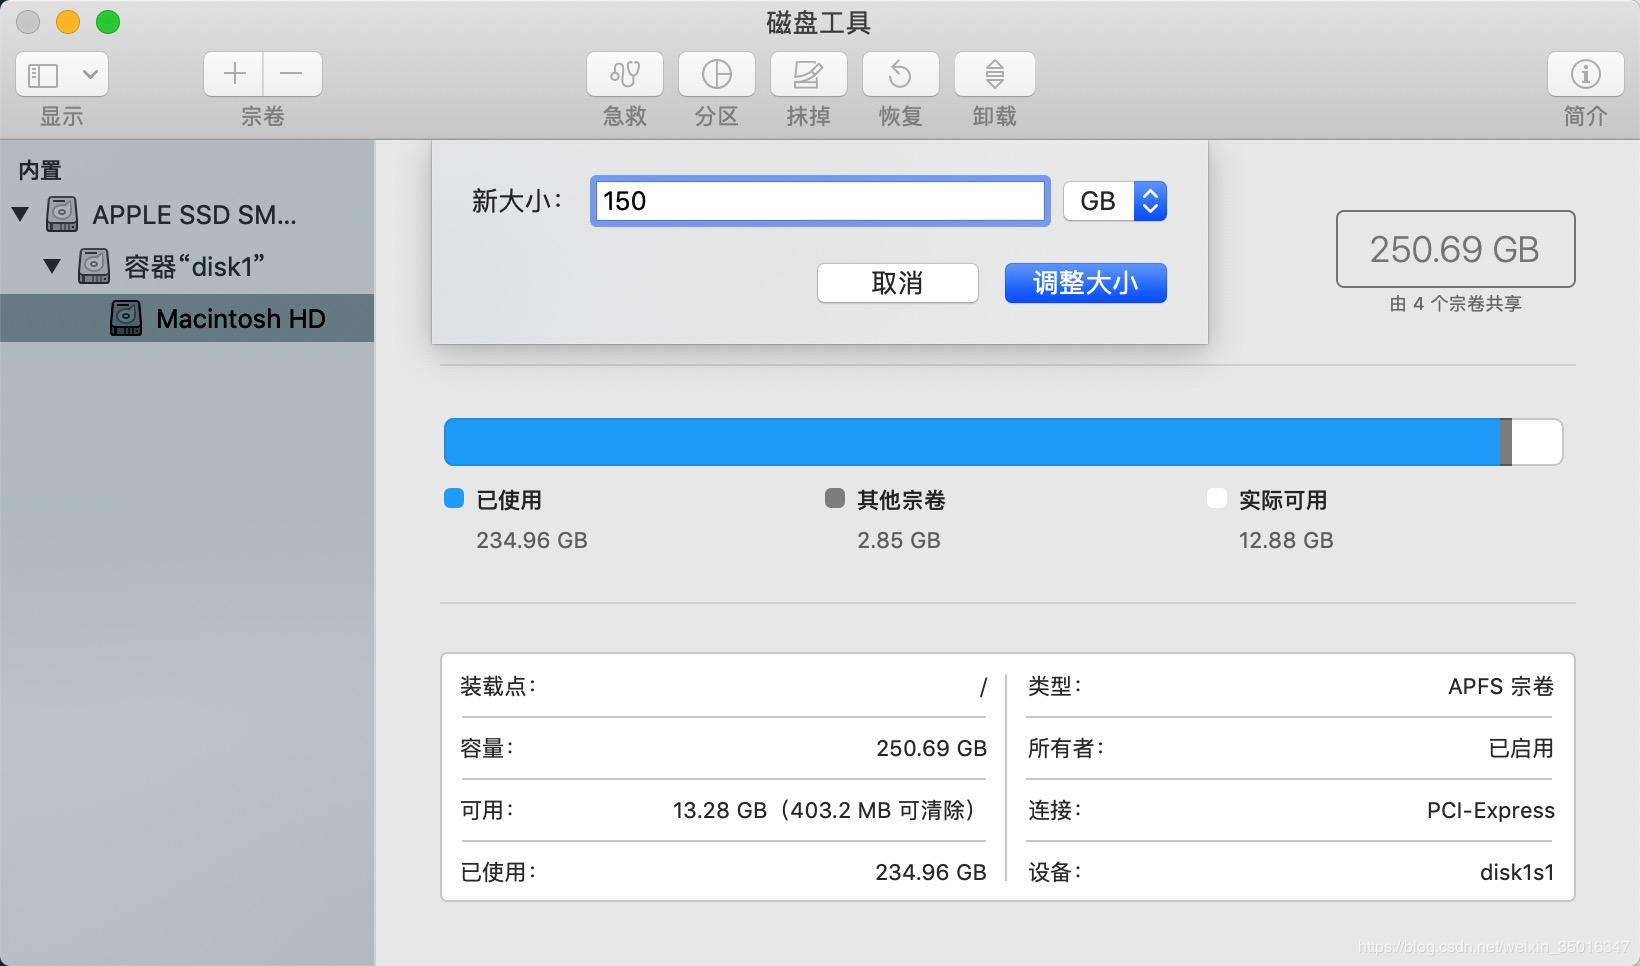 磁盘工具
显示
宗卷
急救
分区
抹掉
恢复
卸载
简介
内置
APPLE SSD SM...
容器“disk1”
Macintosh HD
新大小：
150
GB
取消
调整大小
250.69 GB
由 4 个宗卷共享
已使用
234.96 GB
其他宗卷
2.85 GB
实际可用
12.88 GB
装载点：
/
容量：
250.69 GB
可用：
13.28 GB（403.2 MB 可清除）
已使用：
234.96 GB
类型：
APFS 宗卷
所有者：
已启用
连接：
PCI-Express
设备：
disk1s1
https://blog.csdn.net/weixin_35016347